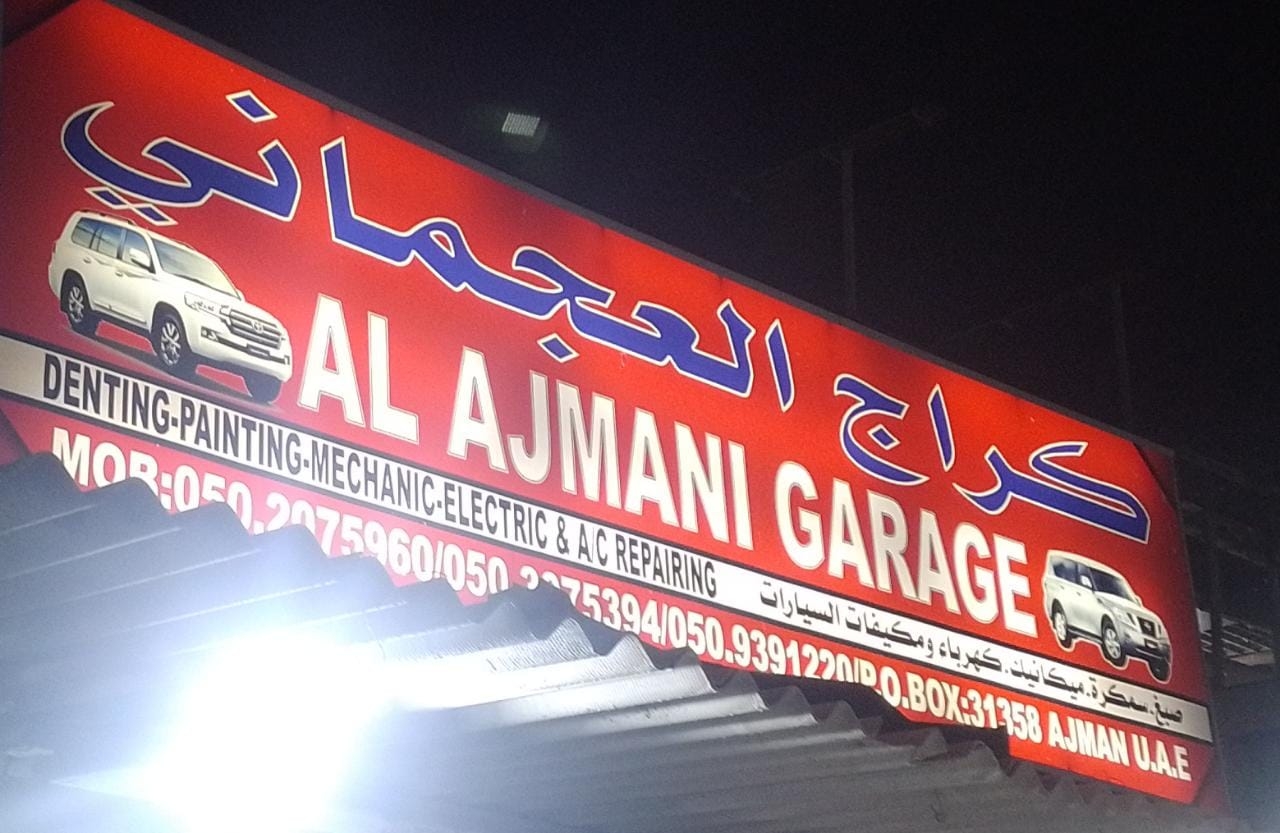 كراج العجماني
AL AJMANI GARAGE
DENTING-PAINTING-MECHANIC-ELECTRIC & A/C REPAIRING
صبغ.سمكرة.ميكانيك.كهرباء ومكيفات السيارات
MOB:050.2075960/050.2075394/050.9391220/P.O.BOX:31358 AJMAN U.A.E